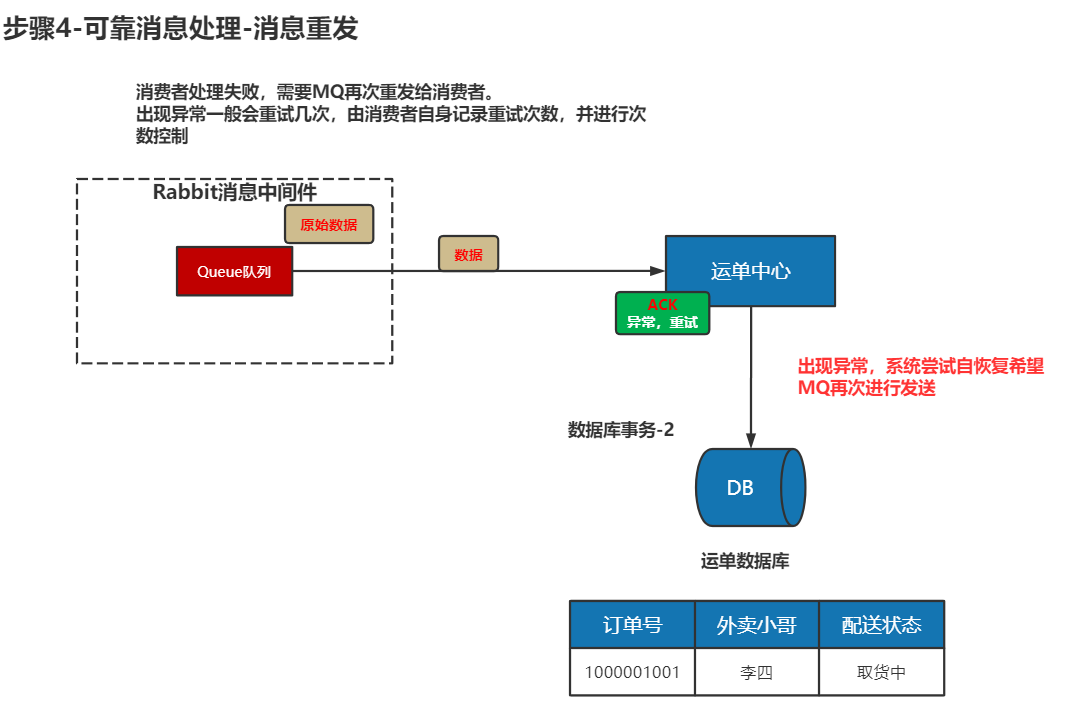 步骤4-可靠消息处理-消息重发
消费者处理失败，需要MQ再次重发给消费者。
出现异常一般会重试几次，由消费者自身记录重试次数，并进行次
数控制
Rabbit消息中间件
原始数据
Queue队列
数据
运单中心
ACK
异常，重试
出现异常，系统尝试自恢复希望
MQ再次进行发送
数据库事务-2
DB
运单数据库
订单号 外卖小哥 配送状态
1000001001 李四 取货中